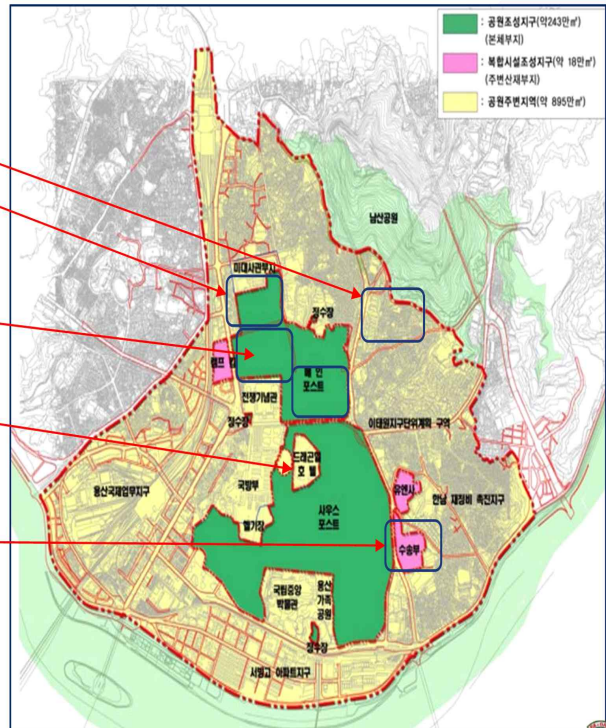 : 공원조성지구(약243만㎡)
(본체부지)
: 복합시설조성지구(약 18만㎡)
(주변산재부지)
: 공원주변지역(약 895만㎡)
남산공원
미대사관부지
정수장
캠프 킴
메 인
포스트
전쟁기념관
정수장
이태원지구단위계획 구역
드래곤힐
호 텔
국방부
용산국제업무지구
유엔사
한남 재정비 촉진지구
사우스
포스트
헬기장
수송부
국립중앙
박물관
용산
가족
공원
정수장
서빙고 아파트지구